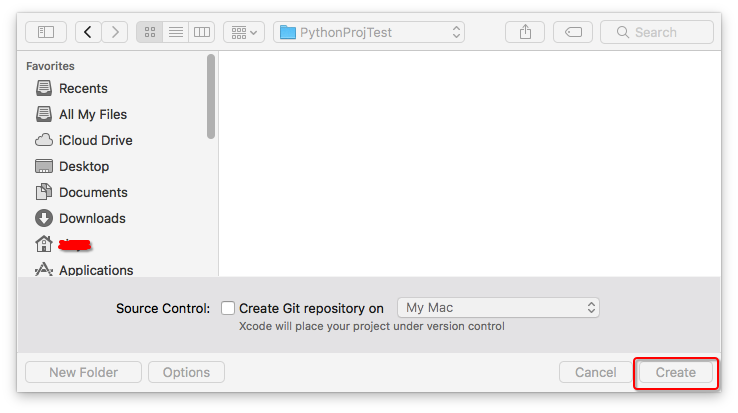 PythonProjTest
Search
Favorites
Recents
All My Files
iCloud Drive
Desktop
Documents
Downloads
Applications
Source Control: Create Git repository on My Mac
Xcode will place your project under version control
New Folder Options Cancel Create